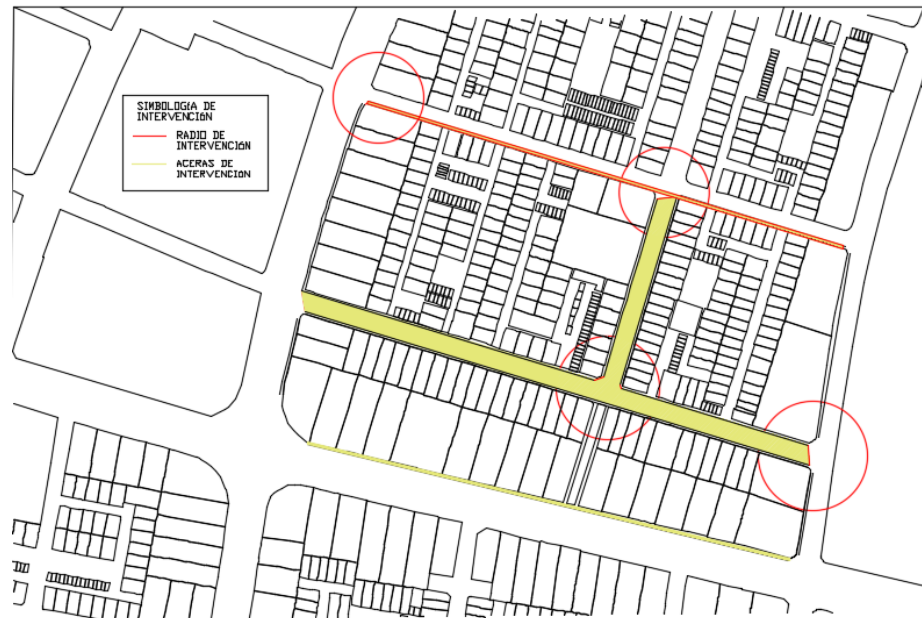 SIMBOLOGíA DE
INTERVENCIóN
RADIO DE
INTERVENCIóN
ACERAS DE
INTERVENCIóN